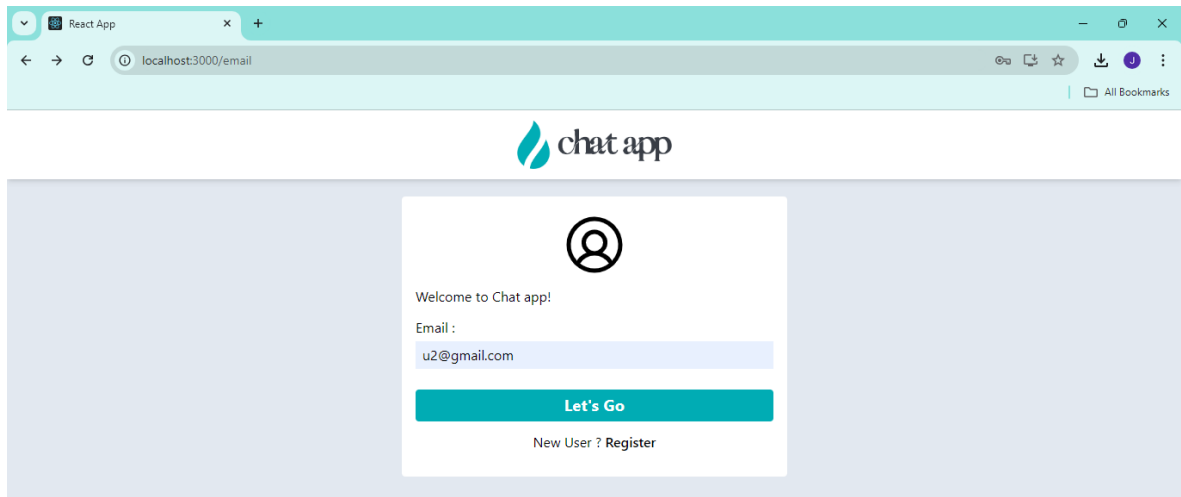 React App
localhost:3000/email
J
All Bookmarks
chat app
Welcome to Chat app!
Email :
u2@gmail.com
Let's Go
New User ? Register